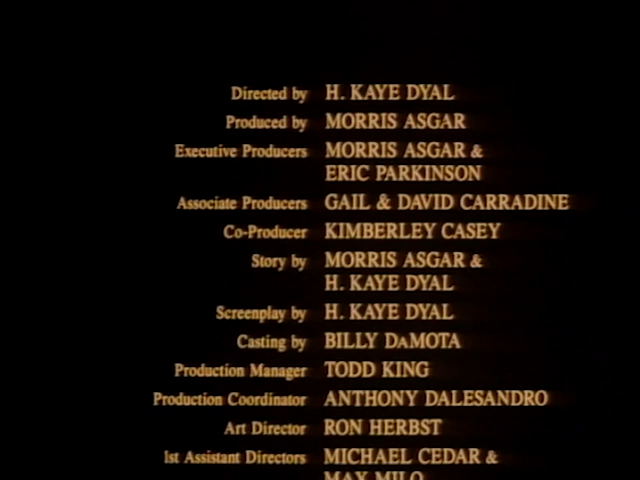 Directed by H. KAYE DYAL
Produced by MORRIS ASGAR
Executive Producers MORRIS ASGAR &
ERIC PARKINSON
Associate Producers GAIL & DAVID CARRADINE
Co-Producer KIMBERLEY CASEY
Story by MORRIS ASGAR &
H. KAYE DYAL
Screenplay by H. KAYE DYAL
Casting by BILLY DAMOTA
Production Manager TODD KING
Production Coordinator ANTHONY DALESANDRO
Art Director RON HERBST
1st Assistant Directors MICHAEL CEDAR &
MAX MILO